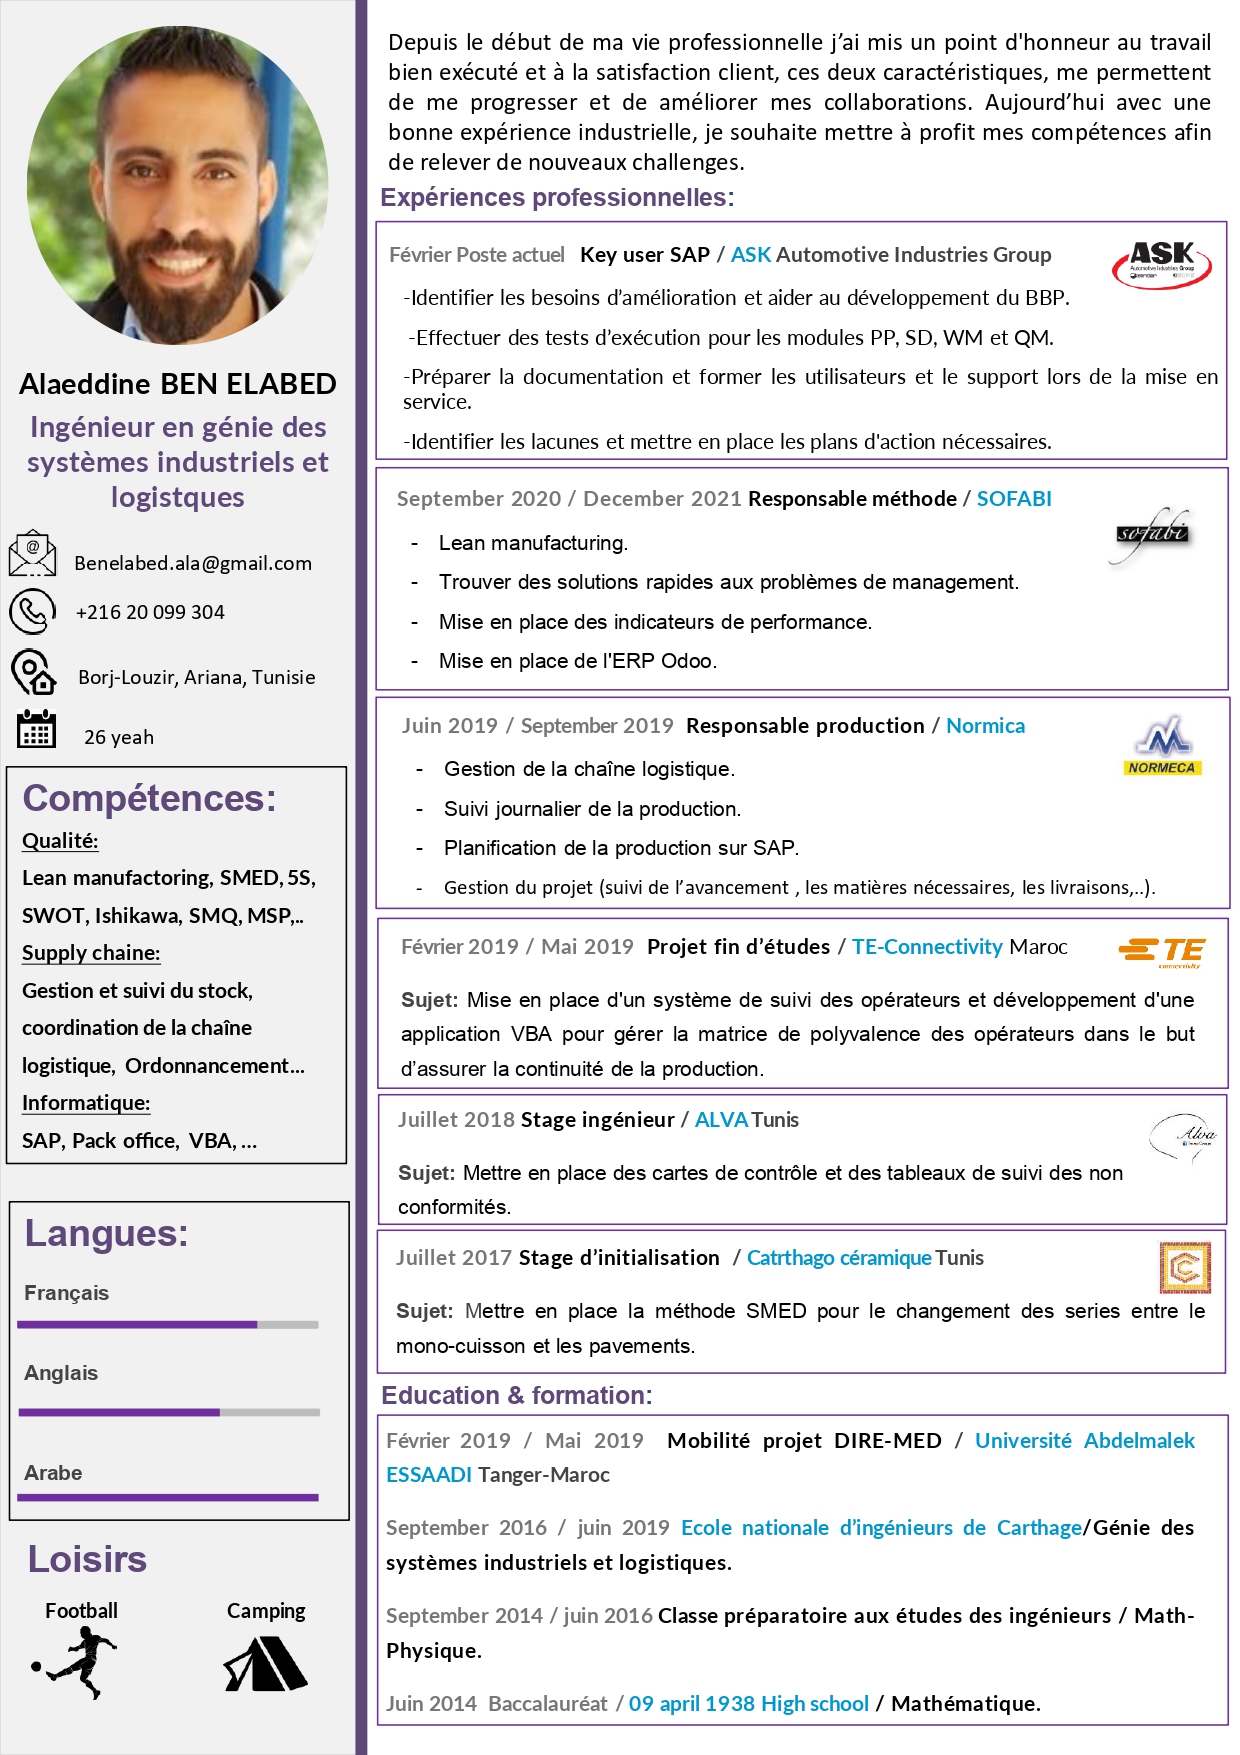 Depuis le début de ma vie professionnelle j’ai mis un point d'honneur au travail
bien exécuté et à la satisfaction client, ces deux caractéristiques, me permettent
de me progresser et de améliorer mes collaborations. Aujourd’hui avec une
bonne expérience industrielle, je souhaite mettre à profit mes compétences afin
de relever de nouveaux challenges.
Alaeddine BEN ELABED
Ingénieur en génie des
systèmes industriels et
logistques
@
Benelabed.ala@gmail.com
+216 20 099 304
Borj-Louzir, Ariana, Tunisie
26 yeah
Compétences:
Qualité:
Lean manufactoring, SMED, 5S,
SWOT, Ishikawa, SMQ, MSP,..
Supply chaine:
Gestion et suivi du stock,
coordination de la chaîne
logistique, Ordonnancement...
Informatique:
SAP, Pack office, VBA, ...
Langues:
Français
Anglais
Arabe
Loisirs
Football
Camping
Expériences professionnelles:
Février Poste actuel Key user SAP / ASK Automotive Industries Group
ASK
Automotive Industries Group
-Identifier les besoins d’amélioration et aider au développement du BBP.
-Effectuer des tests d’exécution pour les modules PP, SD, WM et QM.
-Préparer la documentation et former les utilisateurs et le support lors de la mise en
service.
-Identifier les lacunes et mettre en place les plans d'action nécessaires.
September 2020 / December 2021 Responsable méthode / SOFABI
sofabi
- Lean manufacturing.
- Trouver des solutions rapides aux problèmes de management.
- Mise en place des indicateurs de performance.
- Mise en place de l'ERP Odoo.
Juin 2019 / September 2019 Responsable production / Normica
NORMECA
- Gestion de la chaîne logistique.
- Suivi journalier de la production.
- Planification de la production sur SAP.
- Gestion du projet (suivi de l’avancement , les matières nécessaires, les livraisons,..).
Février 2019 / Mai 2019 Projet fin d’études / TE-Connectivity Maroc
TE
connectivity
Sujet: Mise en place d'un système de suivi des opérateurs et développement d'une
application VBA pour gérer la matrice de polyvalence des opérateurs dans le but
d’assurer la continuité de la production.
Juillet 2018 Stage ingénieur / ALVA Tunis
Alva
Sujet: Mettre en place des cartes de contrôle et des tableaux de suivi des non
conformités.
Juillet 2017 Stage d’initialisation / Catrthago céramique Tunis
Sujet: Mettre en place la méthode SMED pour le changement des series entre le
mono-cuisson et les pavements.
Education & formation:
Février 2019 / Mai 2019 Mobilité projet DIRE-MED / Université Abdelmalek
ESSAADI Tanger-Maroc
September 2016 / juin 2019 Ecole nationale d’ingénieurs de Carthage/Génie des
systèmes industriels et logistiques.
September 2014 / juin 2016 Classe préparatoire aux études des ingénieurs / Math-
Physique.
Juin 2014 Baccalauréat / 09 april 1938 High school / Mathématique.